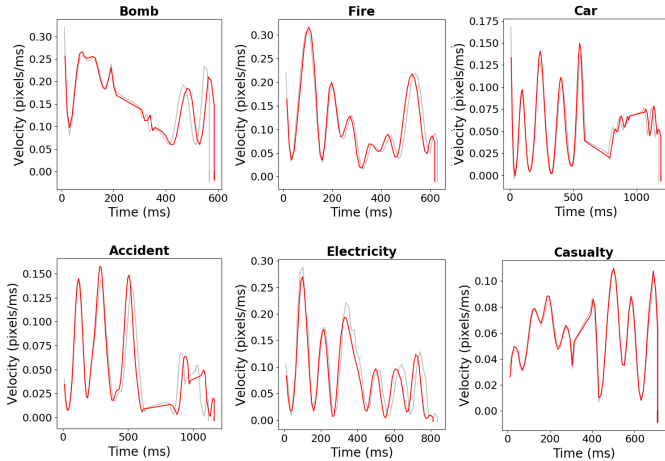 Bomb
Velocity (pixels/ms)
0.30
0.25
0.20
0.15
0.10
0.05
0.00
0 200 400 600
Time (ms)
Fire
Velocity (pixels/ms)
0.30
0.25
0.20
0.15
0.10
0.05
0.00
0 200 400 600
Time (ms)
Car
Velocity (pixels/ms)
0.175
0.150
0.125
0.100
0.075
0.050
0.025
0.000
0 500 1000
Time (ms)
Accident
Velocity (pixels/ms)
0.150
0.125
0.100
0.075
0.050
0.025
0.000
0 500 1000
Time (ms)
Electricity
Velocity (pixels/ms)
0.30
0.25
0.20
0.15
0.10
0.05
0.00
0 200 400 600 800
Time (ms)
Casualty
Velocity (pixels/ms)
0.10
0.08
0.06
0.04
0.02
0.00
0 200 400 600
Time (ms)